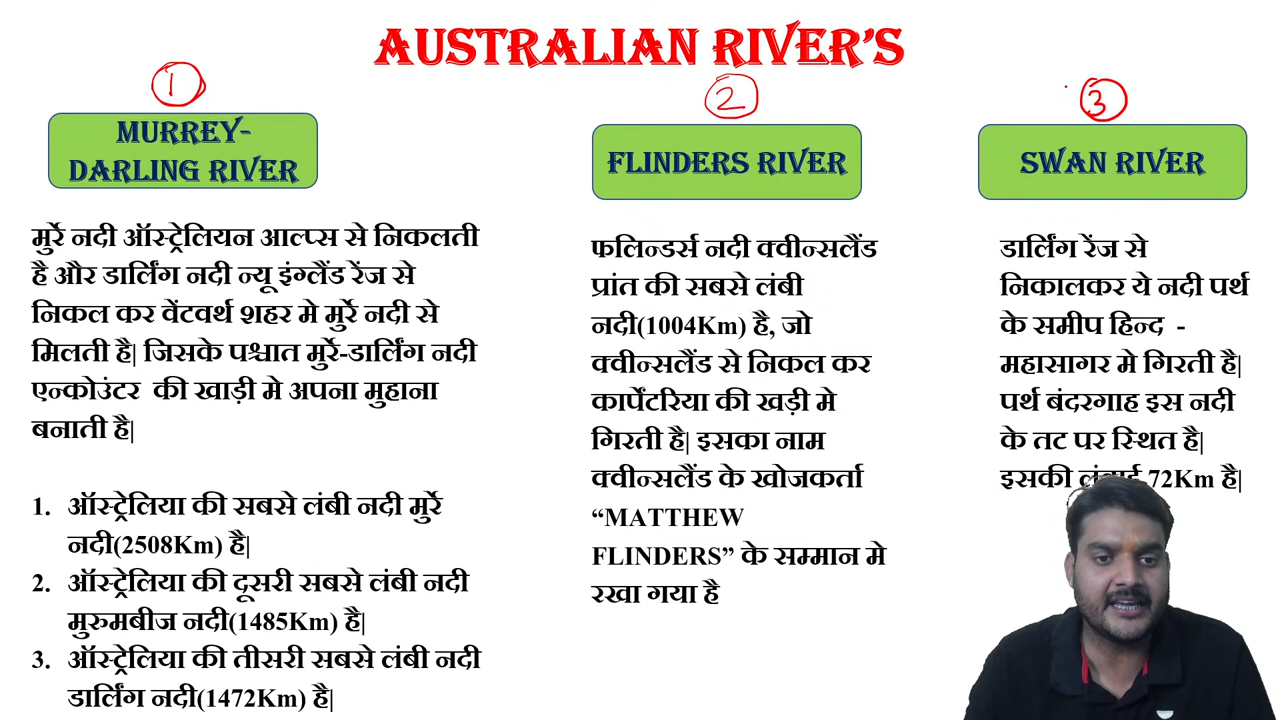 AUSTRALIAN RIVER'S
1
MURREY-
DARLING RIVER
मुर्रे नदी ऑस्ट्रेलियन आल्प्स से निकलती
है और डार्लिंग नदी न्यू इंग्लैंड रेंज से
निकल कर वेंटवर्थ शहर मे मुर्रे नदी से
मिलती है| जिसके पश्चात मुर्रे-डार्लिंग नदी
एन्कोउंटर की खाड़ी मे अपना मुहाना
बनाती है|
1. ऑस्ट्रेलिया की सबसे लंबी नदी मुर्रे
नदी(2508Km) है|
2. ऑस्ट्रेलिया की दूसरी सबसे लंबी नदी
मुरुमबीज नदी(1485Km) है|
3. ऑस्ट्रेलिया की तीसरी सबसे लंबी नदी
डार्लिंग नदी(1472Km) है|
2
FLINDERS RIVER
फलिन्डर्स नदी क्वीन्सलैंड
प्रांत की सबसे लंबी
नदी(1004Km) है, जो
क्वीन्सलैंड से निकल कर
कार्पेंटरिया की खड़ी मे
गिरती है| इसका नाम
क्वीन्सलैंड के खोजकर्ता
“MATTHEW
FLINDERS” के सम्मान मे
रखा गया है
3
SWAN RIVER
डार्लिंग रेंज से
निकालकर ये नदी पर्थ
के समीप हिन्द -
महासागर मे गिरती है|
पर्थ बंदरगाह इस नदी
के तट पर स्थित है|
इसकी लंबाई 72Km है|